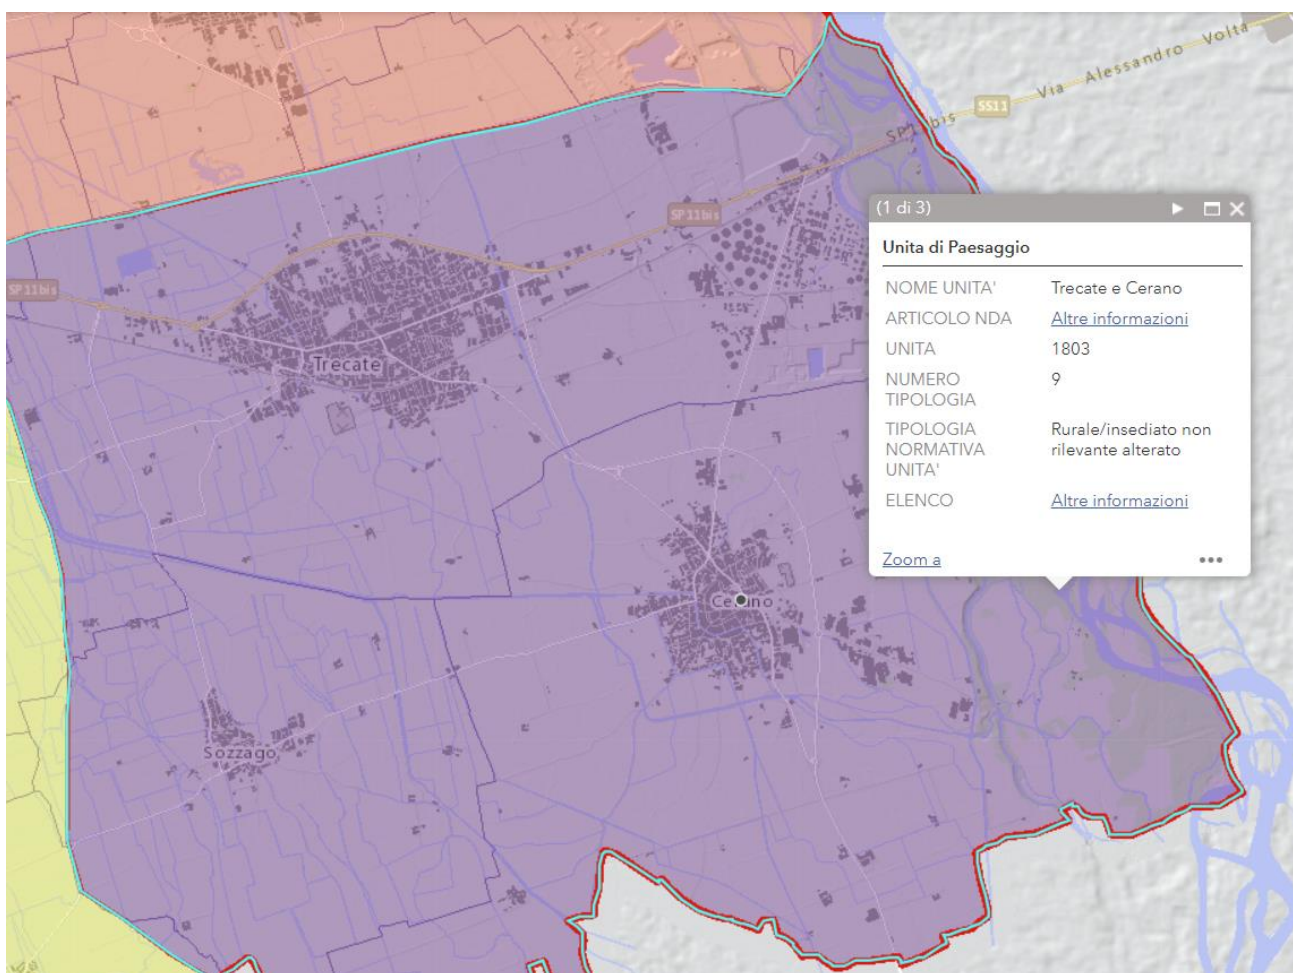 Via Alessandro Volta
SS11
SP11bis
(1 di 3)
SP11bis
Unita di Paesaggio
NOME UNITA' Trecate e Cerano
SP11bis
ARTICOLO NDA Altre informazioni
UNITA 1803
Trecate
NUMERO 9
TIPOLOGIA
TIPOLOGIA Rurale/insediato non
NORMATIVA rilevante alterato
UNITA'
ELENCO Altre informazioni
Zoom a
Cerano
Sozzago